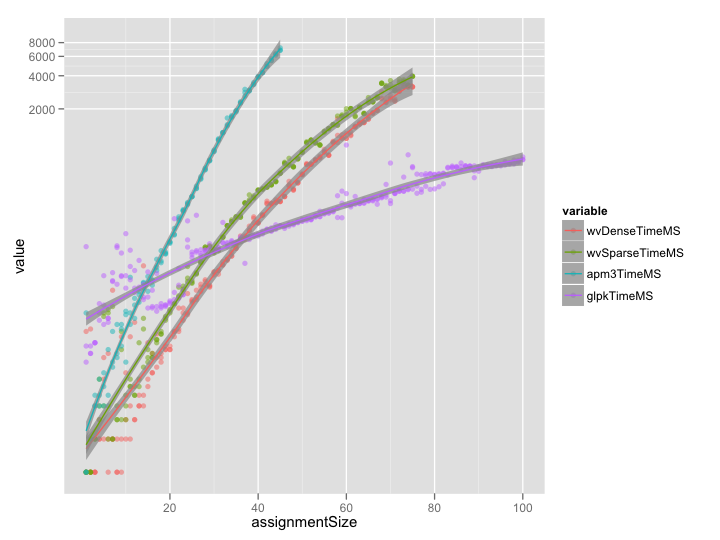 8000
6000
4000
2000
value
20
40
60
80
100
assignmentSize
variable
wvDenseTimeMS
wvSparseTimeMS
apm3TimeMS
glpkTimeMS